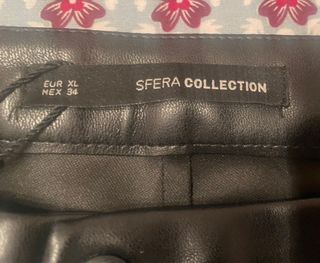 EUR XL
MEX 34
SFERA COLLECTION